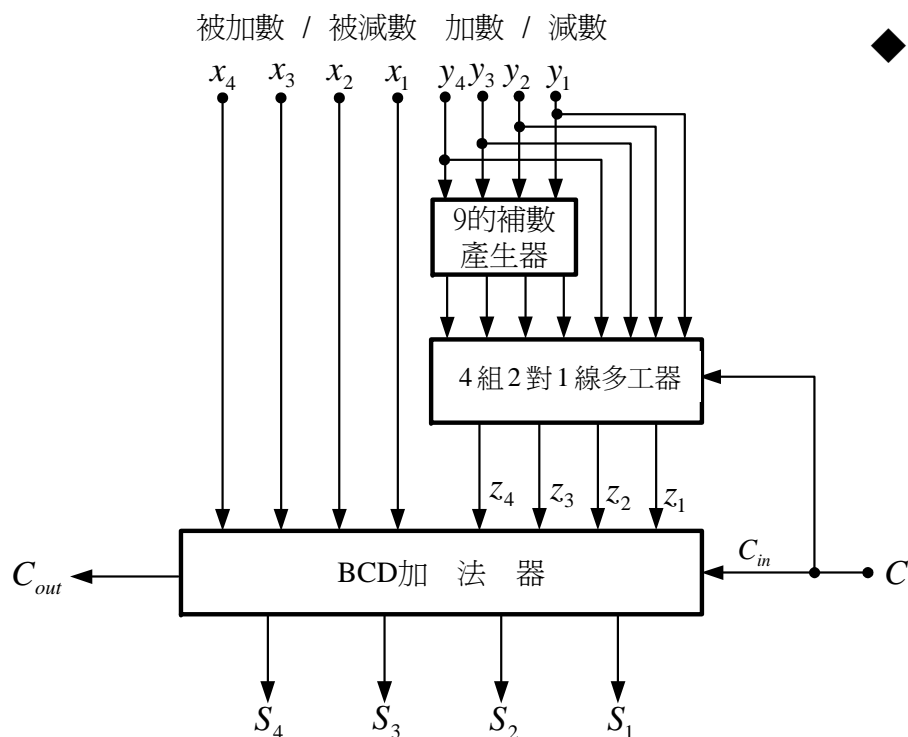 被加數 / 被減數 加數 / 減數
x₄ x₃ x₂ x₁ y₄ y₃ y₂ y₁
9的補數
產生器
4組2對1線多工器
z₄ z₃ z₂ z₁
C_in
C_out BCD加 法 器 C
S₄ S₃ S₂ S₁